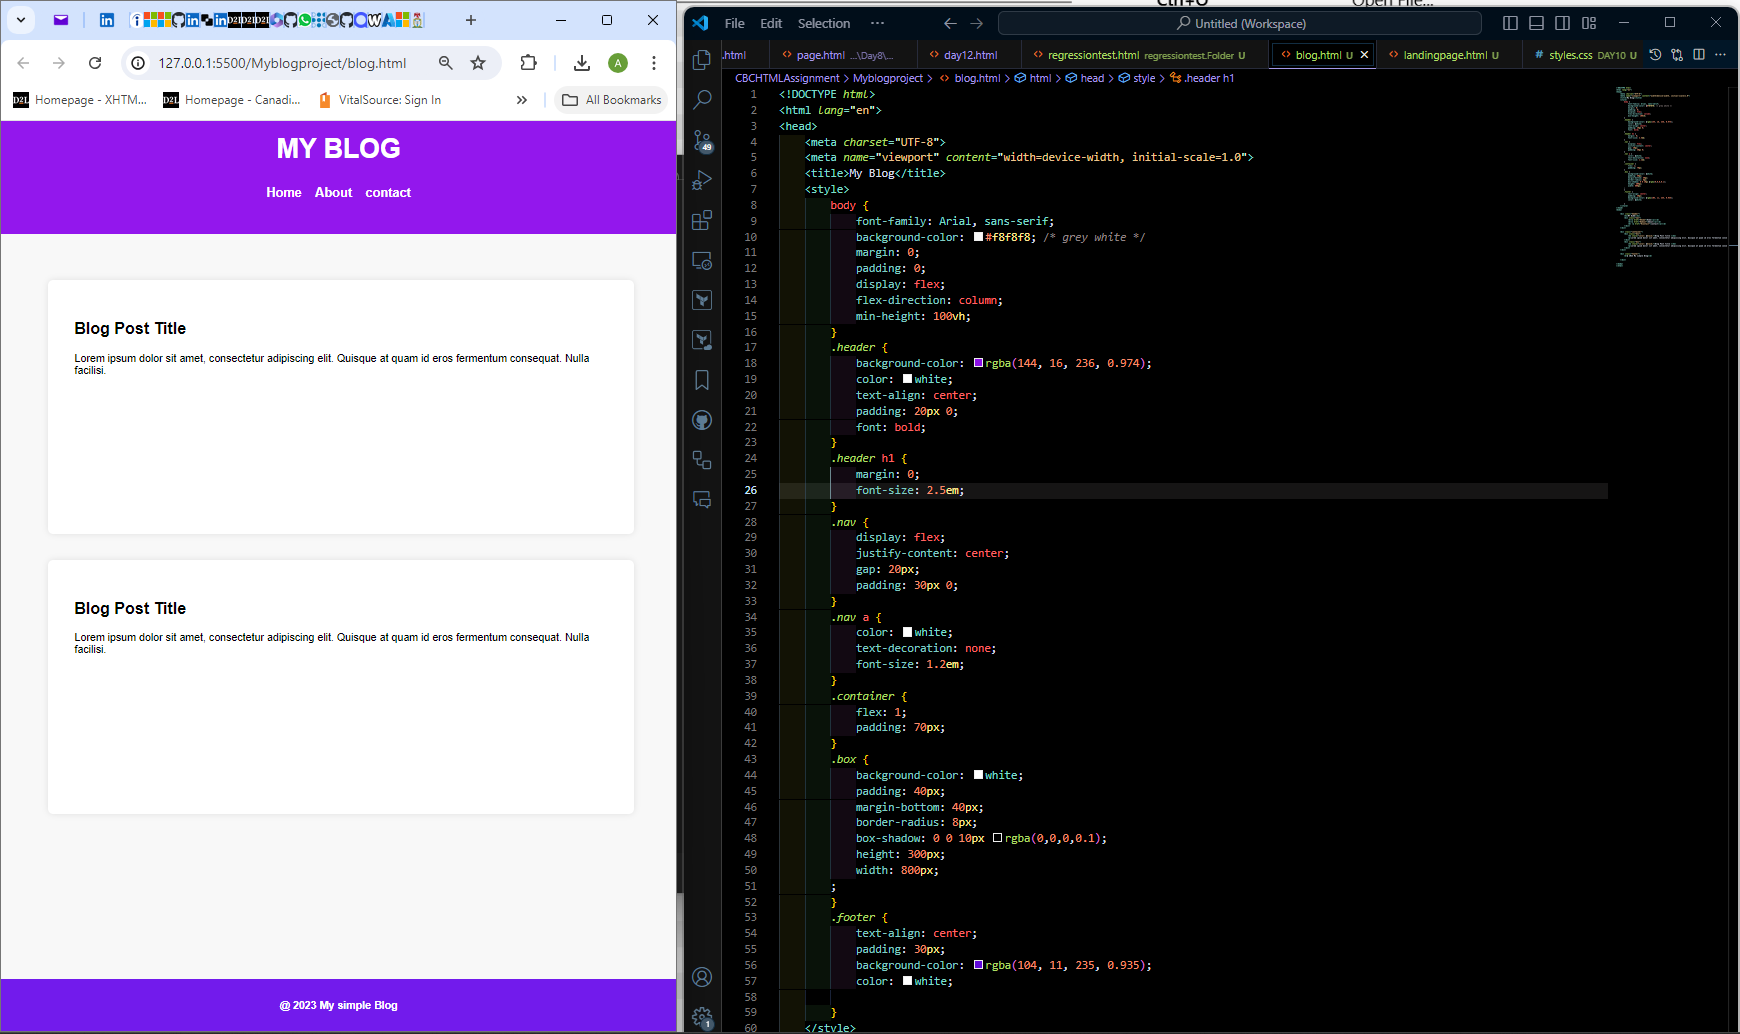 Ctrl+O
Open File...
127.0.0.1:5500/Myblogproject/blog.html
A
D2L Homepage - XHTM...
D2L Homepage - Canadi...
VitalSource: Sign In
»
All Bookmarks
MY BLOG
Home About contact
Blog Post Title
Lorem ipsum dolor sit amet, consectetur adipiscing elit. Quisque at quam id eros fermentum consequat. Nulla
facilisi.
Blog Post Title
Lorem ipsum dolor sit amet, consectetur adipiscing elit. Quisque at quam id eros fermentum consequat. Nulla
facilisi.
@ 2023 My simple Blog
File Edit Selection ···
Untitled (Workspace)
.html
page.html ...\Day8\...
day12.html
regressiontest.html regressiontest.Folder U
blog.html U
landingpage.html U
# styles.css DAY10 U
CBCHTMLAssignment > Myblogproject > blog.html > html > head > style > .header h1
49
1
1 <!DOCTYPE html>
2 <html lang="en">
3 <head>
4 <meta charset="UTF-8">
5 <meta name="viewport" content="width=device-width, initial-scale=1.0">
6 <title>My Blog</title>
7 <style>
8 body {
9 font-family: Arial, sans-serif;
10 background-color: #f8f8f8; /* grey white */
11 margin: 0;
12 padding: 0;
13 display: flex;
14 flex-direction: column;
15 min-height: 100vh;
16 }
17 .header {
18 background-color: rgba(144, 16, 236, 0.974);
19 color: white;
20 text-align: center;
21 padding: 20px 0;
22 font: bold;
23 }
24 .header h1 {
25 margin: 0;
26 font-size: 2.5em;
27 }
28 .nav {
29 display: flex;
30 justify-content: center;
31 gap: 20px;
32 padding: 30px 0;
33 }
34 .nav a {
35 color: white;
36 text-decoration: none;
37 font-size: 1.2em;
38 }
39 .container {
40 flex: 1;
41 padding: 70px;
42 }
43 .box {
44 background-color: white;
45 padding: 40px;
46 margin-bottom: 40px;
47 border-radius: 8px;
48 box-shadow: 0 0 10px rgba(0,0,0,0.1);
49 height: 300px;
50 width: 800px;
51 ;
52 }
53 .footer {
54 text-align: center;
55 padding: 30px;
56 background-color: rgba(104, 11, 235, 0.935);
57 color: white;
58
59 }
60 </style>